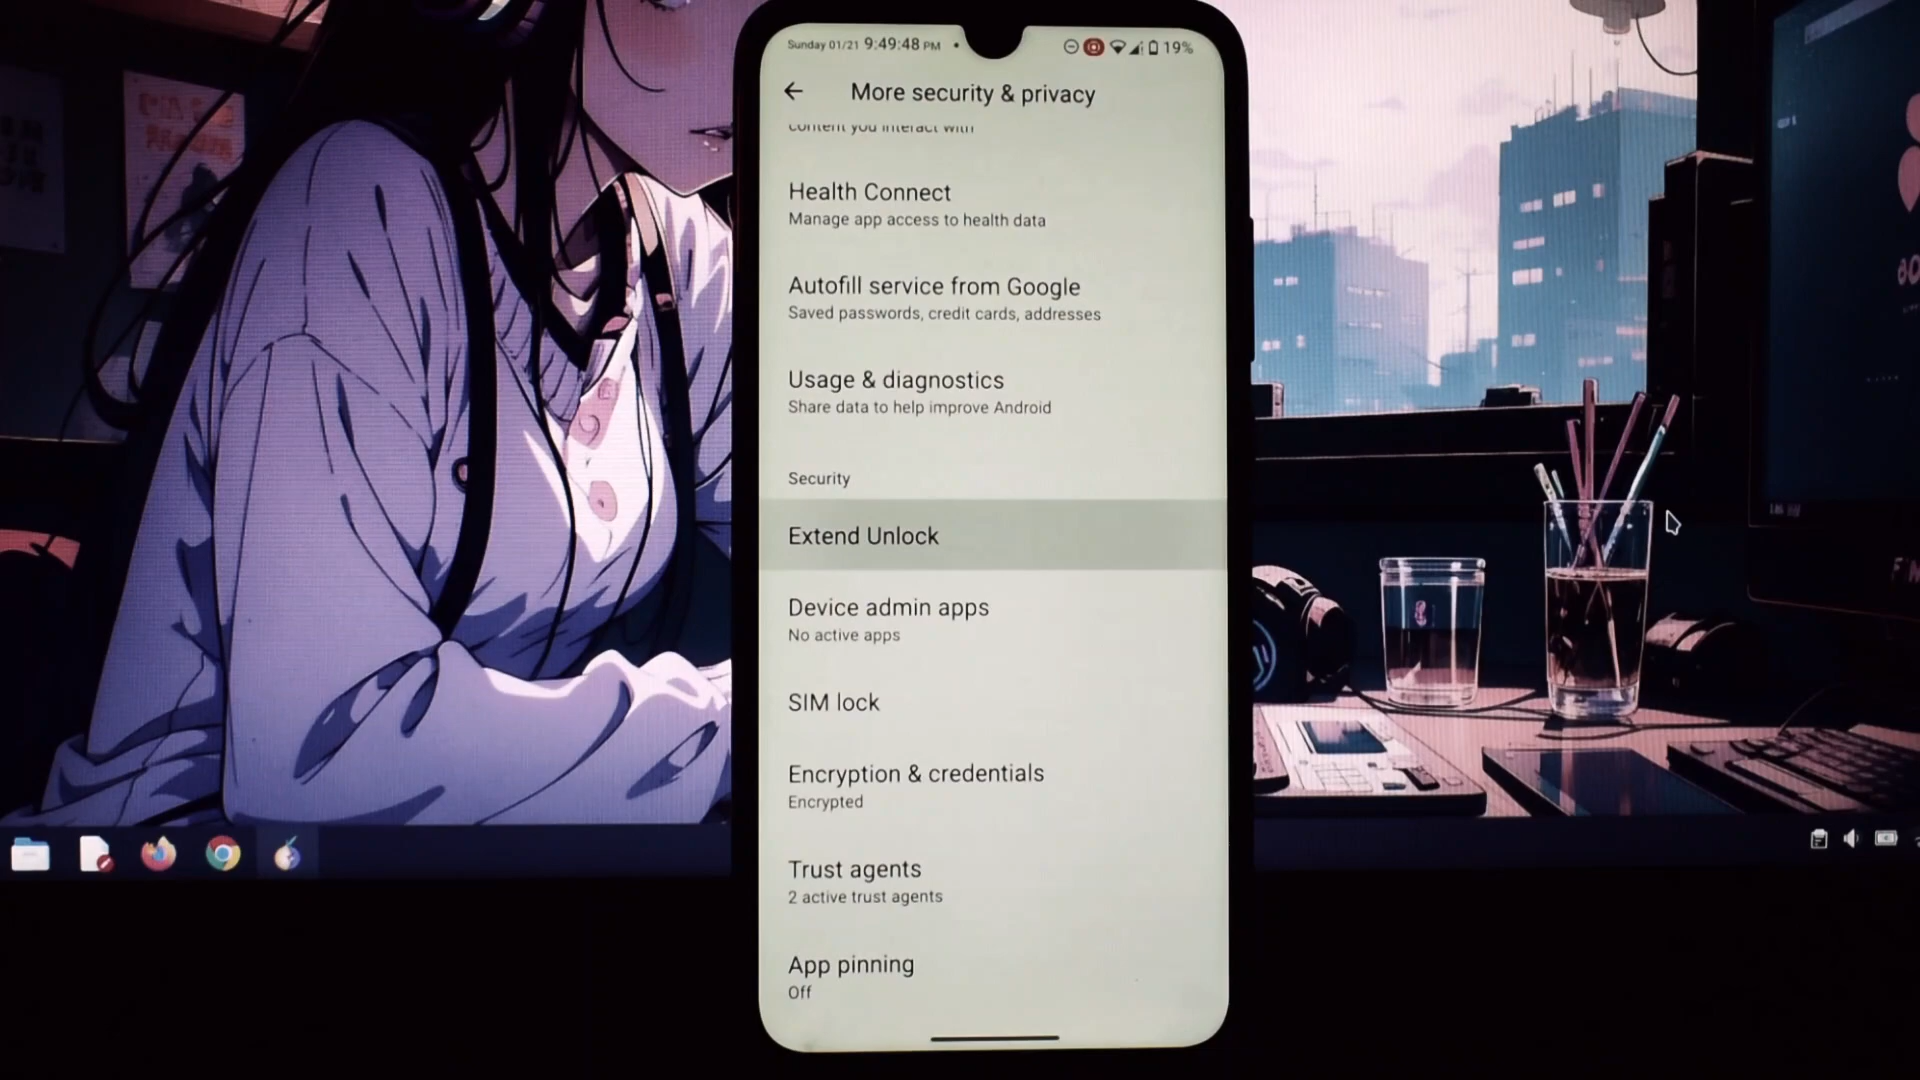 Sunday 01/21 9:49:48 PM
19%
More security & privacy
content you interact with
Health Connect
Manage app access to health data
Autofill service from Google
Saved passwords, credit cards, addresses
Usage & diagnostics
Share data to help improve Android
Security
Extend Unlock
Device admin apps
No active apps
SIM lock
Encryption & credentials
Encrypted
Trust agents
2 active trust agents
App pinning
Off